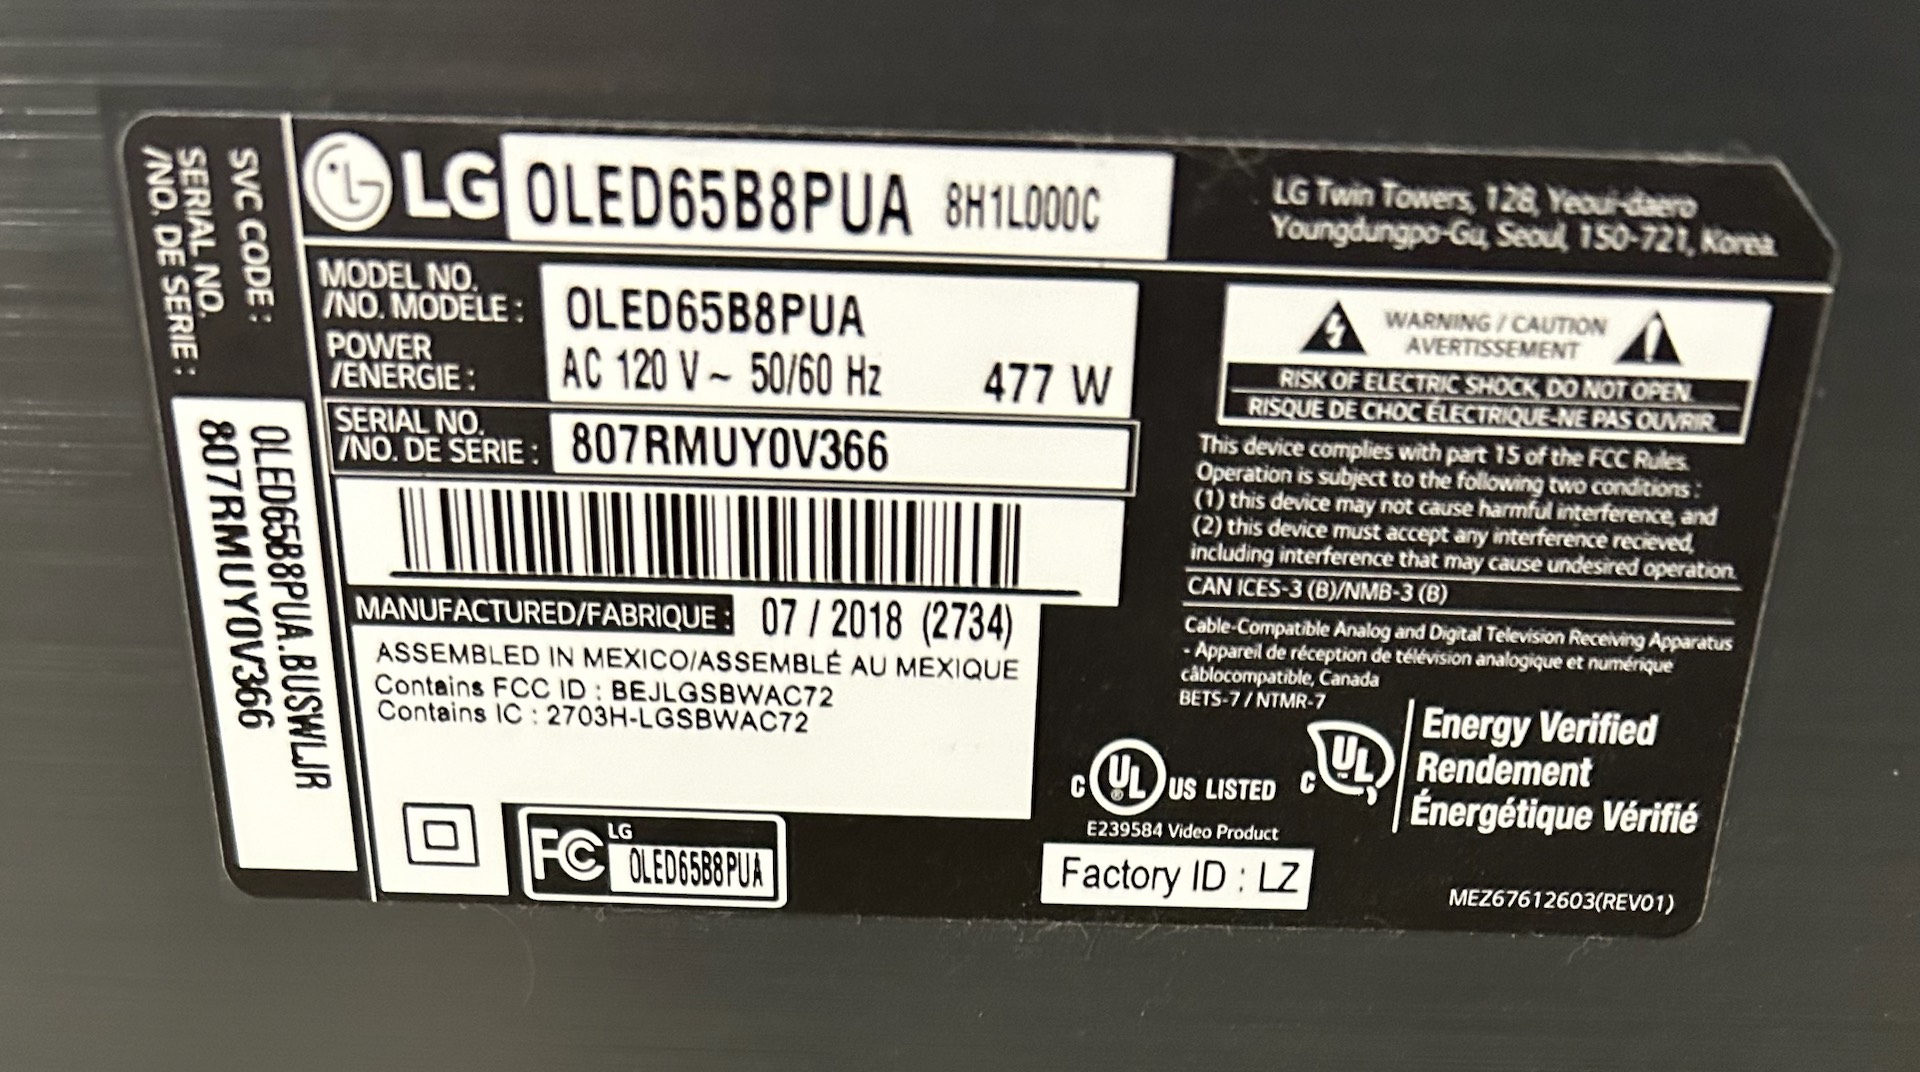 SVC CODE :
SERIAL NO.
/NO. DE SERIE :
OLED65B8PUA.BUSWLJR
807RMUY0V366
LG OLED65B8PUA 8H1L000C
LG Twin Towers, 128, Yeoui-daero
Youngdungpo-Gu, Seoul, 150-721, Korea.
MODEL NO.
/NO. MODÈLE : OLED65B8PUA
POWER
/ENERGIE : AC 120 V ~ 50/60 Hz 477 W
SERIAL NO.
/NO. DE SERIE : 807RMUY0V366
MANUFACTURED/FABRIQUE : 07 / 2018 (2734)
ASSEMBLED IN MEXICO/ASSEMBLÉ AU MEXIQUE
Contains FCC ID : BEJLGSBWAC72
Contains IC : 2703H-LGSBWAC72
FC LG
OLED65B8PUA
WARNING / CAUTION
AVERTISSEMENT
RISK OF ELECTRIC SHOCK, DO NOT OPEN.
RISQUE DE CHOC ÉLECTRIQUE-NE PAS OUVRIR.
This device complies with part 15 of the FCC Rules.
Operation is subject to the following two conditions :
(1) this device may not cause harmful interference, and
(2) this device must accept any interference recieved,
including interference that may cause undesired operation.
CAN ICES-3 (B)/NMB-3 (B)
Cable-Compatible Analog and Digital Television Receiving Apparatus
- Appareil de réception de télévision analogique et numérique
câblocompatible, Canada
BETS-7 / NTMR-7
C UL ® US LISTED
E239584 Video Product
C UL
Energy Verified
Rendement
Énergétique Vérifié
Factory ID : LZ
MEZ67612603(REV01)